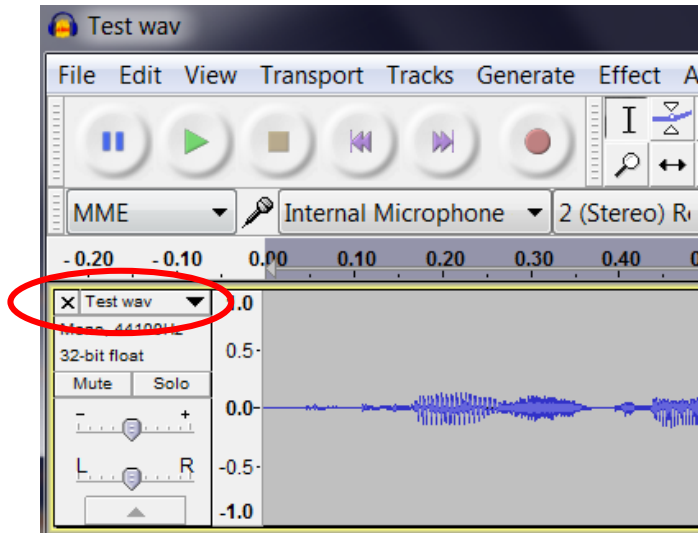 Test wav
File Edit View Transport Tracks Generate Effect A
MME Internal Microphone 2 (Stereo)
-0.20 -0.10 0.00 0.10 0.20 0.30 0.40
X Test wav
Mono, 44100Hz
32-bit float
Mute Solo
- +
L R
1.0
0.5-
0.0-
-0.5-
-1.0